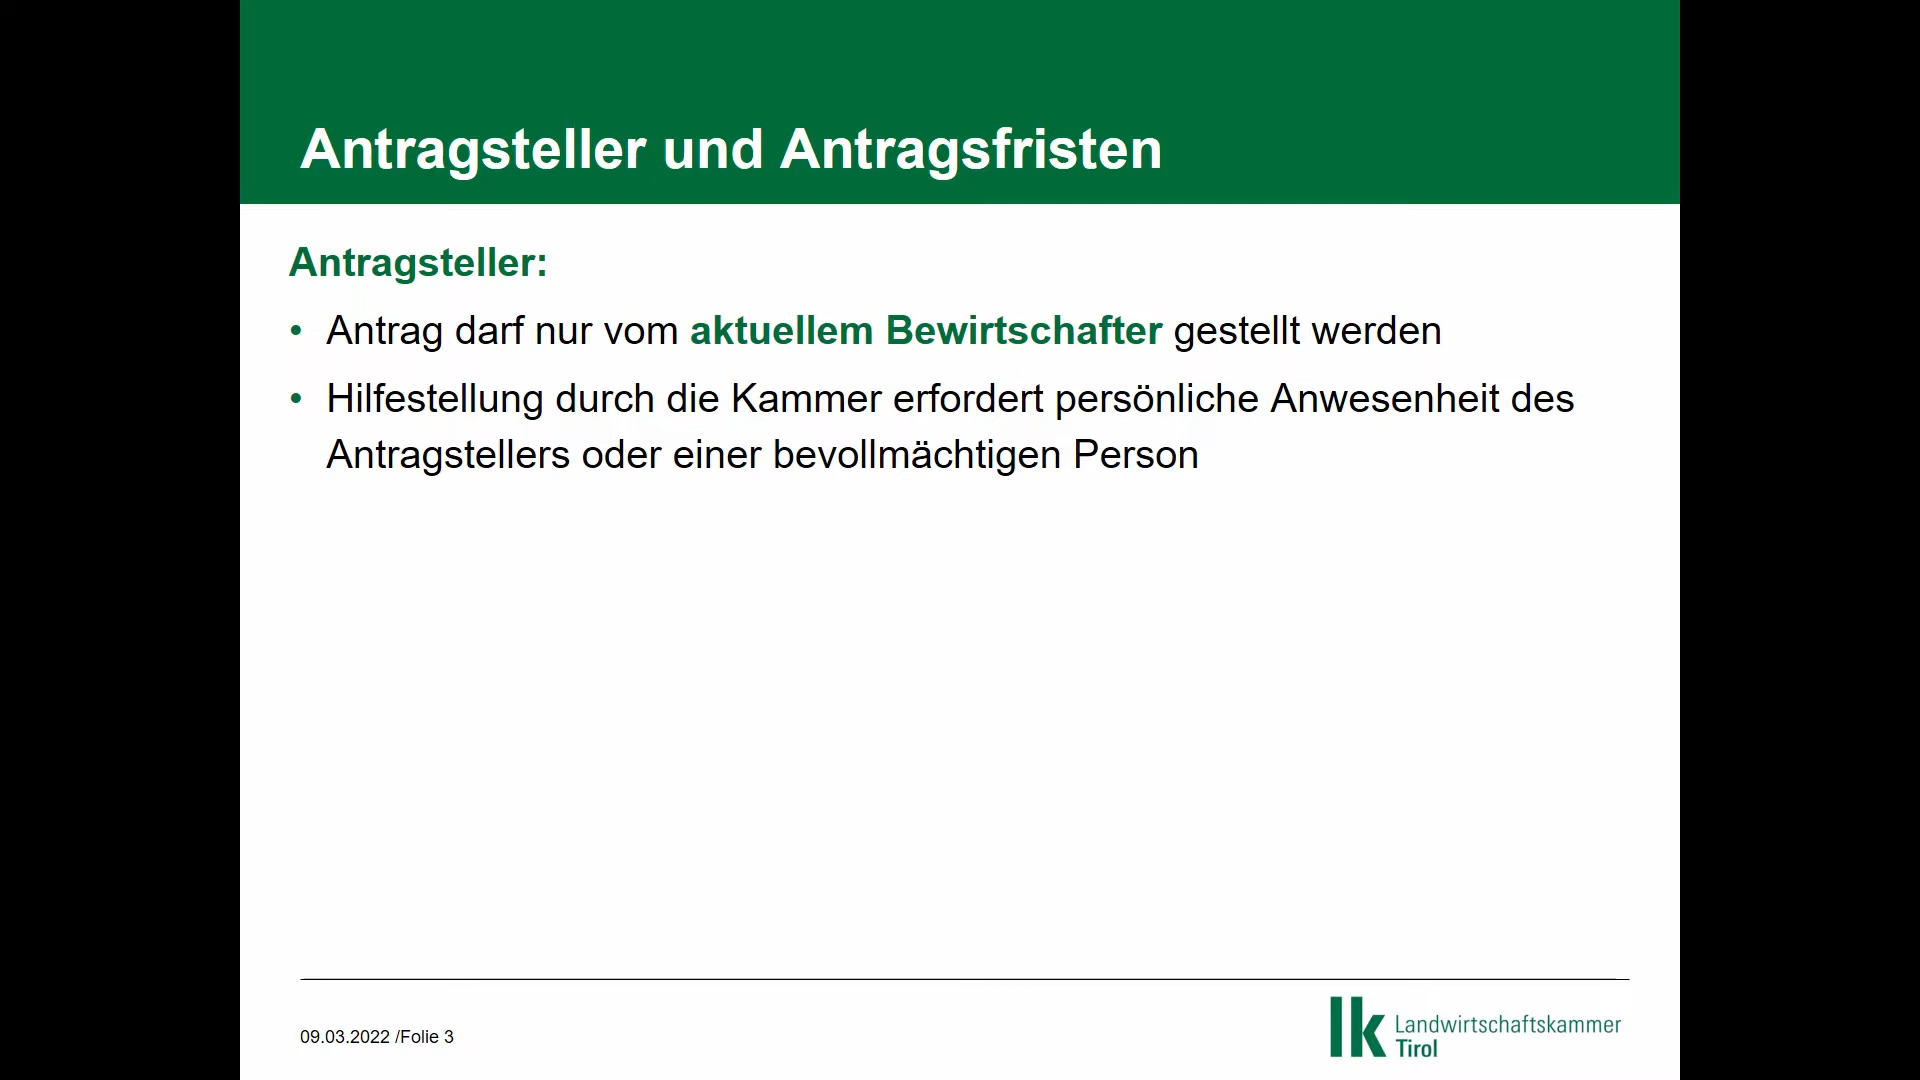 Antragsteller und Antragsfristen
Antragsteller:
• Antrag darf nur vom aktuellem Bewirtschafter gestellt werden
• Hilfestellung durch die Kammer erfordert persönliche Anwesenheit des
Antragstellers oder einer bevollmächtigen Person
09.03.2022 /Folie 3
lk Landwirtschaftskammer
Tirol